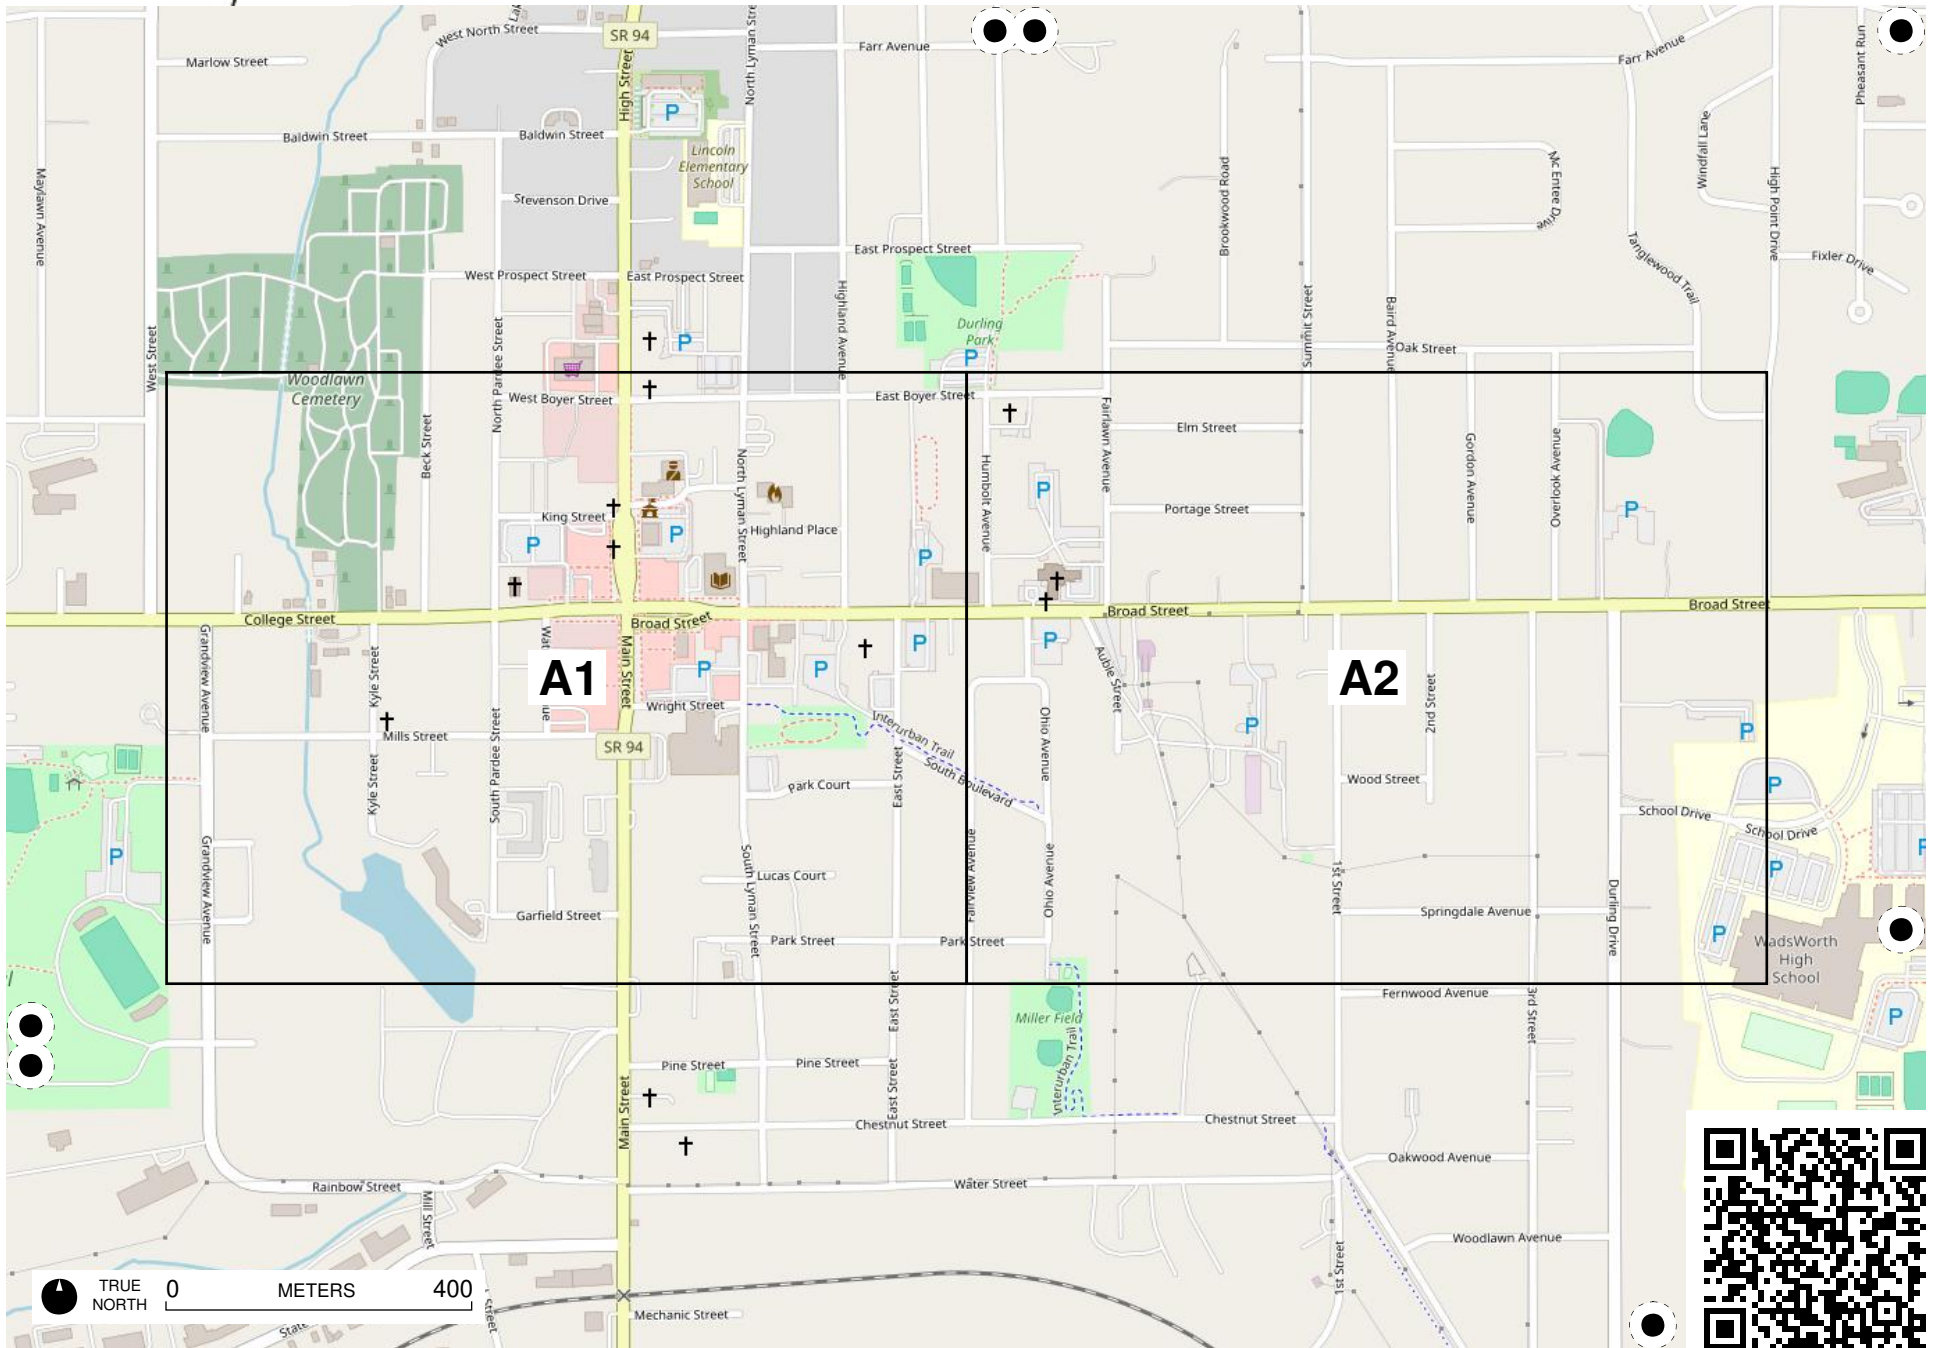 West North Street
SR 94
North Lyman Stre
Farr Avenue
Farr Avenue
Pheasant Run
Marlow Street
High Street
P
Baldwin Street
Baldwin Street
Lincoln
Elementary
School
Windfall Lane
Mc Entee Drive
Maylawn Avenue
Stevenson Drive
Brookwood Road
High Point Drive
Tanglewood Trail
East Prospect Street
Fixler Drive
West Prospect Street
East Prospect Street
Highland Avenue
Summit Street
Baird Avenue
West Street
North Pardee Street
P
Durling
Park
P
Oak Street
Woodlawn
Cemetery
West Boyer Street
East Boyer Street
Fairlawn Avenue
Elm Street
Beck Street
North Lyman Street
Humbolt Avenue
Gordon Avenue
Overlook Avenue
P
Portage Street
P
King Street
P
P
Highland Place
P
College Street
Broad Street
Broad Street
Broad Street
Grandview Avenue
Kyle Street
Wat
nue
A1
Main Street
P
P
P
P
Auble Street
A2
2nd Street
South Pardee Street
Wright Street
Interurban Trail
Ohio Avenue
P
P
Mills Street
SR 94
Kyle Street
East Street
South Boulevard
Park Court
Wood Street
P
School Drive
School Drive
P
Grandview Avenue
P
P
South Lyman Street
Lucas Court
Fairview Avenue
Ohio Avenue
1st Street
Durling Drive
Garfield Street
Springdale Avenue
P
Park Street
Park Street
WadsWorth
High
School
East Street
Fernwood Avenue
3rd Street
P
Miller Field
Interurban Trail
Pine Street
Pine Street
East Street
Main Street
Chestnut Street
Chestnut Street
Oakwood Avenue
Rainbow Street
Water Street
Mill Street
Woodlawn Avenue
1st Street
TRUE
NORTH
0 METERS 400
Street
State
Mechanic Street